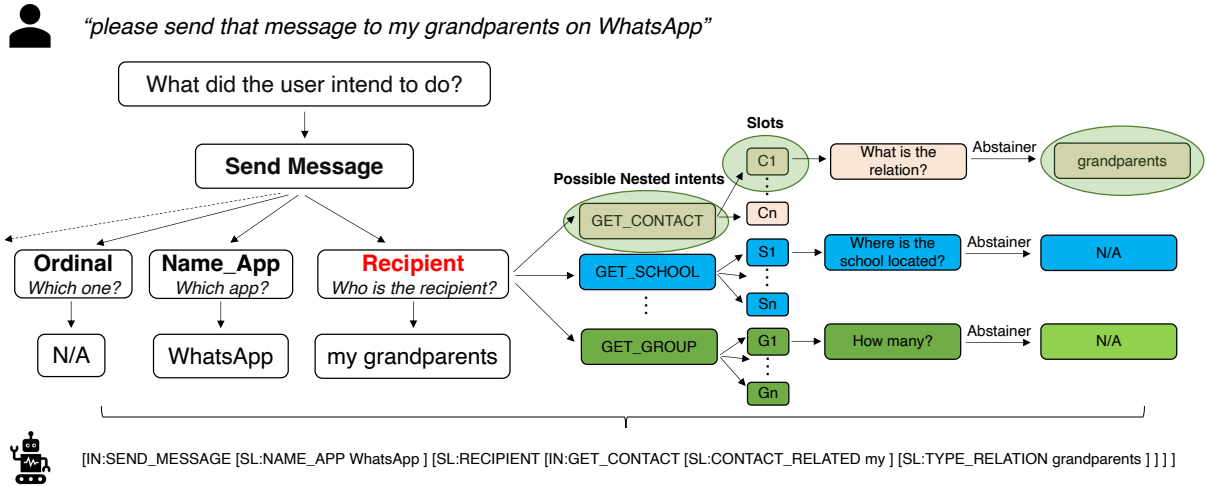 “please send that message to my grandparents on WhatsApp”
What did the user intend to do?
Send Message
Ordinal
Which one?
N/A
Name_App
Which app?
WhatsApp
Recipient
Who is the recipient?
my grandparents
Possible Nested intents
Slots
GET_CONTACT
C1
⋮
Cn
What is the
relation?
Abstainer
grandparents
GET_SCHOOL
S1
⋮
Sn
Where is the
school located?
Abstainer
N/A
⋮
GET_GROUP
G1
⋮
Gn
How many?
Abstainer
N/A
[IN:SEND_MESSAGE [SL:NAME_APP WhatsApp ] [SL:RECIPIENT [IN:GET_CONTACT [SL:CONTACT_RELATED my ] [SL:TYPE_RELATION grandparents ] ] ] ]